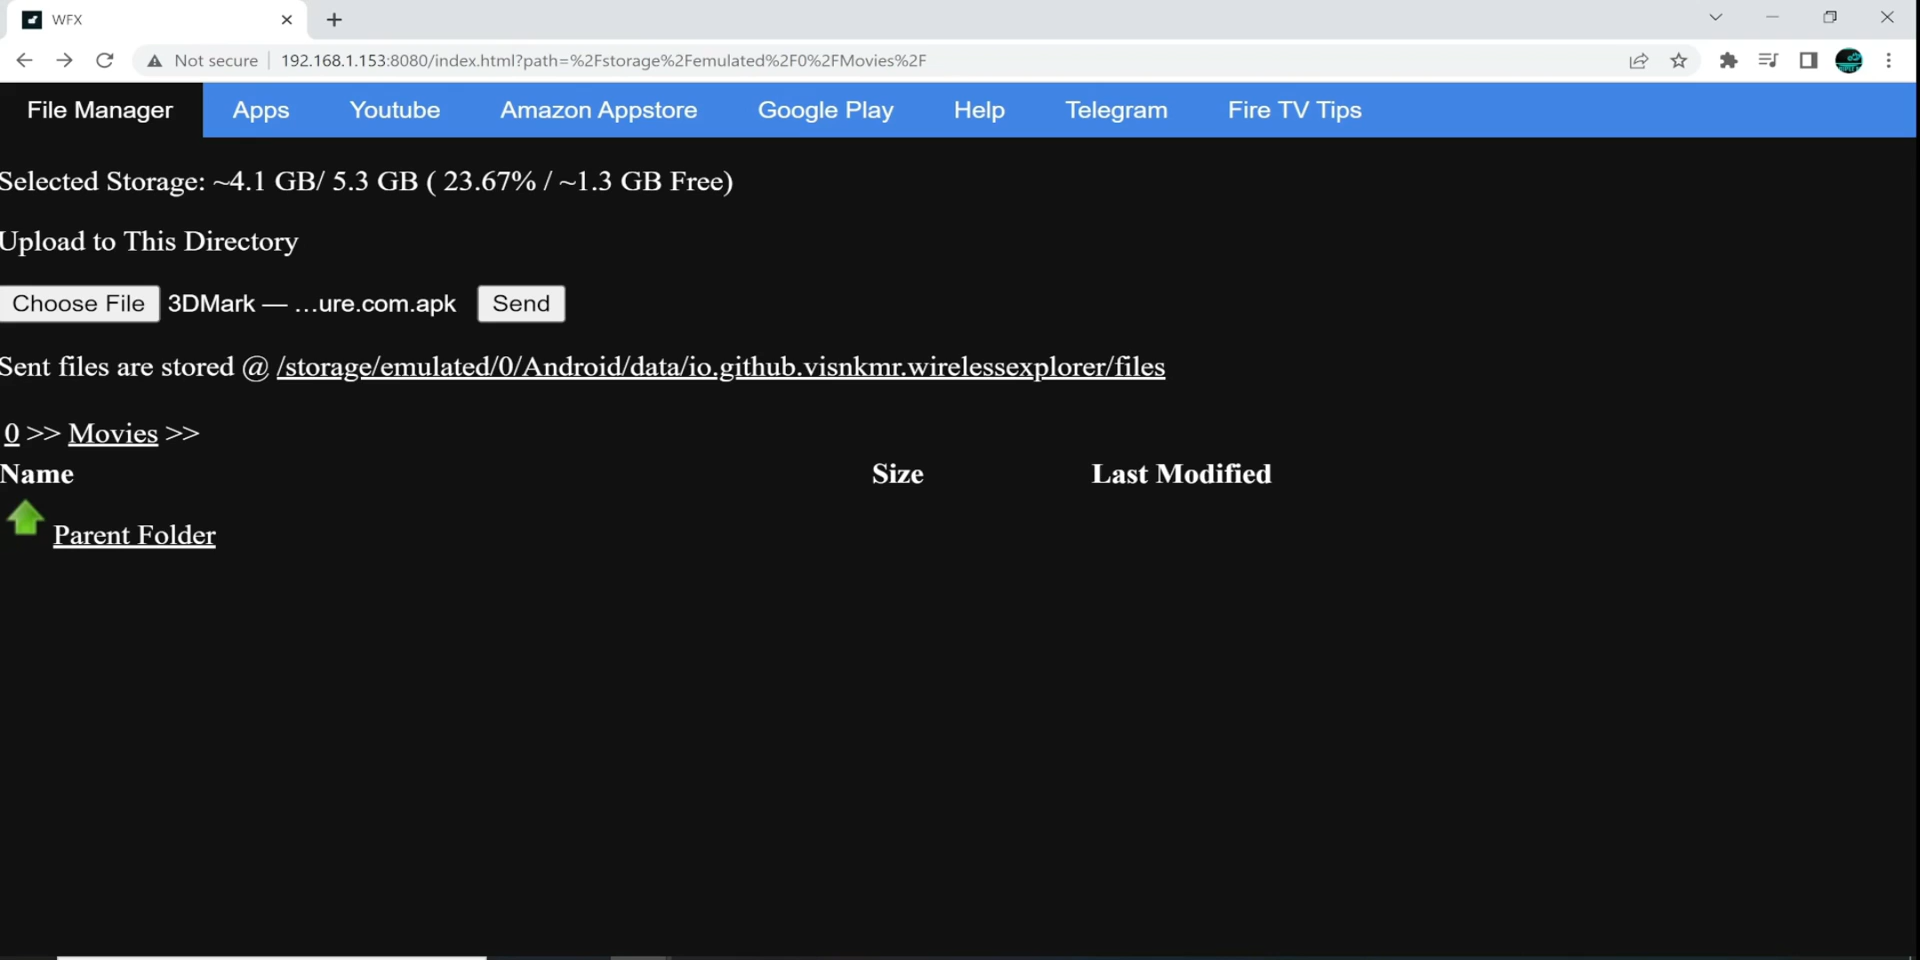 WFX
Not secure 192.168.1.153:8080/index.html?path=%2Fstorage%2Femulated%2F0%2FMovies%2F
File Manager Apps Youtube Amazon Appstore Google Play Help Telegram Fire TV Tips
Selected Storage: ~4.1 GB/ 5.3 GB ( 23.67% / ~1.3 GB Free)
Upload to This Directory
Choose File 3DMark — …ure.com.apk Send
Sent files are stored @ /storage/emulated/0/Android/data/io.github.visnkmr.wirelessexplorer/files
0 >> Movies >>
Name Size Last Modified
Parent Folder